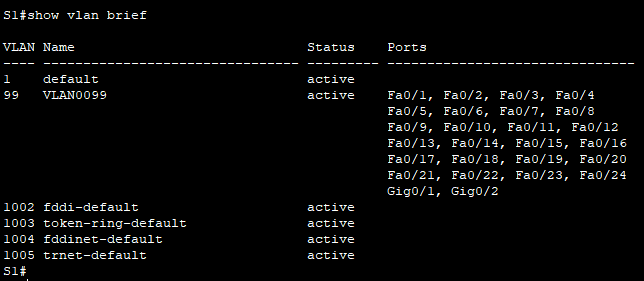 S1#show vlan brief
VLAN Name                             Status    Ports
---- -------------------------------- --------- -------------------------------
1    default                          active
99   VLAN0099                         active    Fa0/1, Fa0/2, Fa0/3, Fa0/4
                                                Fa0/5, Fa0/6, Fa0/7, Fa0/8
                                                Fa0/9, Fa0/10, Fa0/11, Fa0/12
                                                Fa0/13, Fa0/14, Fa0/15, Fa0/16
                                                Fa0/17, Fa0/18, Fa0/19, Fa0/20
                                                Fa0/21, Fa0/22, Fa0/23, Fa0/24
                                                Gig0/1, Gig0/2
1002 fddi-default                     active
1003 token-ring-default               active
1004 fddinet-default                  active
1005 trnet-default                    active
S1#